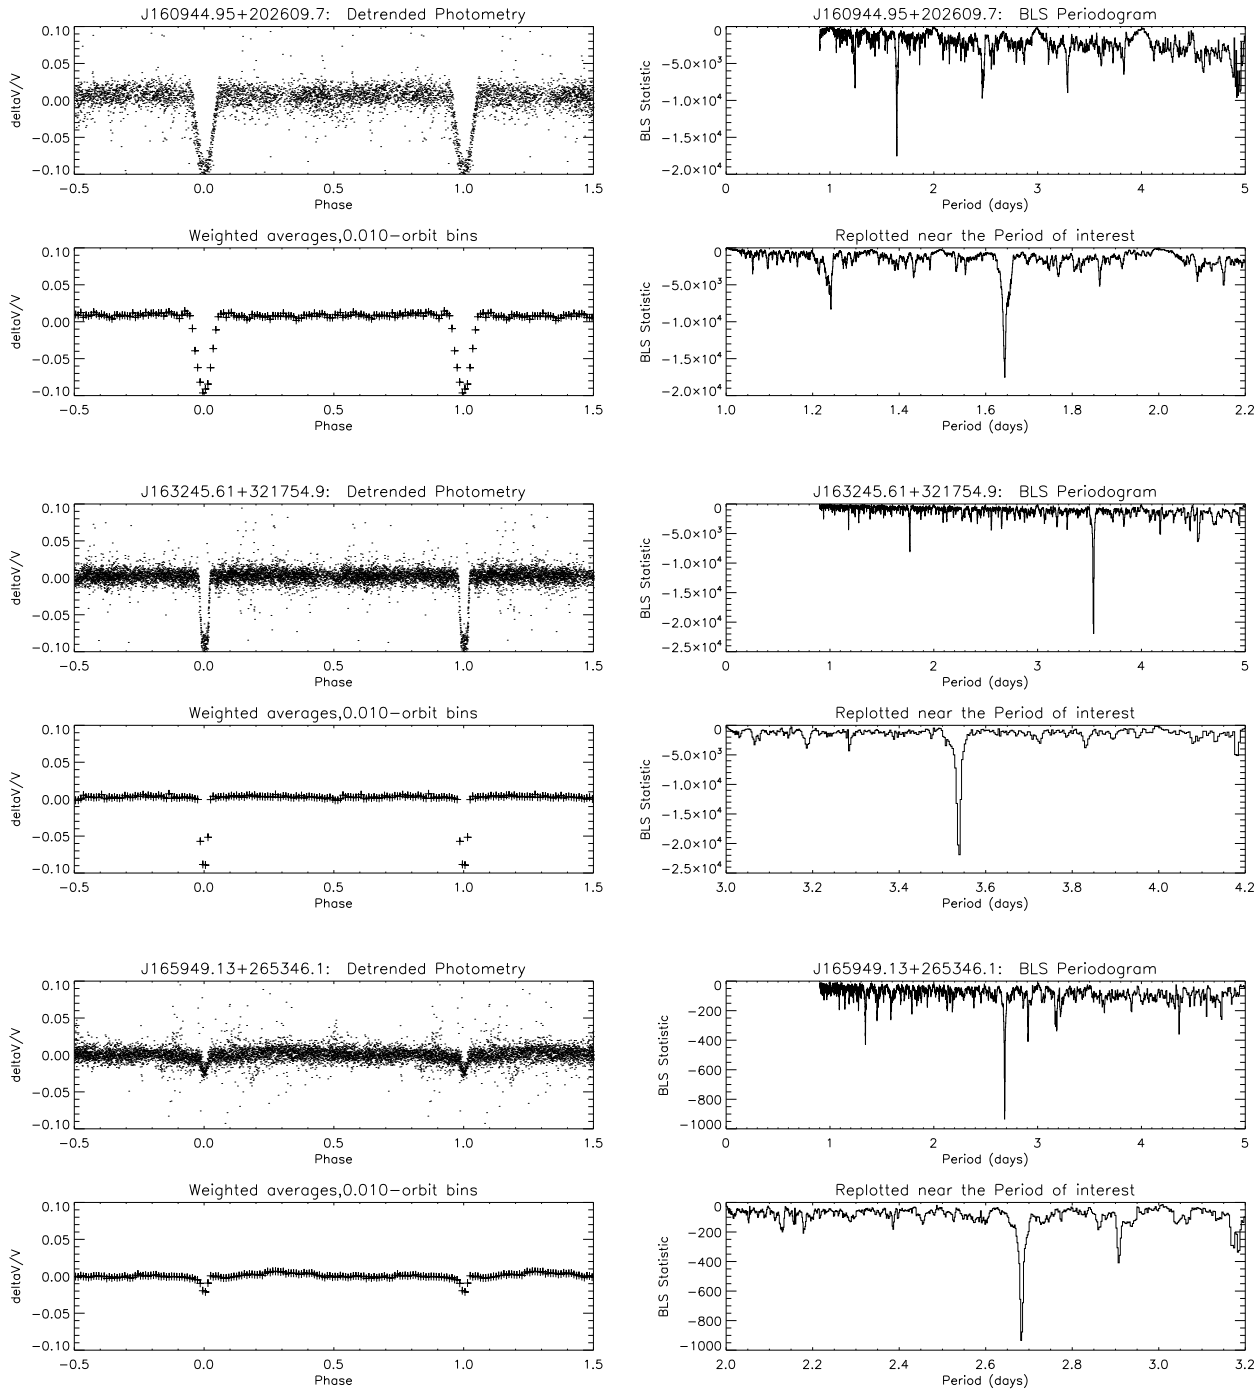 J160944.95+202609.7: Detrended Photometry
0.10
0.05
0.00
−0.05
−0.10
deltaV/V
−0.5 0.0 0.5 1.0 1.5
Phase
J160944.95+202609.7: BLS Periodogram
0
−5.0×10³
−1.0×10⁴
−1.5×10⁴
−2.0×10⁴
BLS Statistic
0 1 2 3 4 5
Period (days)
Weighted averages,0.010−orbit bins
0.10
0.05
0.00
−0.05
−0.10
deltaV/V
−0.5 0.0 0.5 1.0 1.5
Phase
Replotted near the Period of interest
0
−5.0×10³
−1.0×10⁴
−1.5×10⁴
−2.0×10⁴
BLS Statistic
1.0 1.2 1.4 1.6 1.8 2.0 2.2
Period (days)
J163245.61+321754.9: Detrended Photometry
0.10
0.05
0.00
−0.05
−0.10
deltaV/V
−0.5 0.0 0.5 1.0 1.5
Phase
J163245.61+321754.9: BLS Periodogram
0
−5.0×10³
−1.0×10⁴
−1.5×10⁴
−2.0×10⁴
−2.5×10⁴
BLS Statistic
0 1 2 3 4 5
Period (days)
Weighted averages,0.010−orbit bins
0.10
0.05
0.00
−0.05
−0.10
deltaV/V
−0.5 0.0 0.5 1.0 1.5
Phase
Replotted near the Period of interest
0
−5.0×10³
−1.0×10⁴
−1.5×10⁴
−2.0×10⁴
−2.5×10⁴
BLS Statistic
3.0 3.2 3.4 3.6 3.8 4.0 4.2
Period (days)
J165949.13+265346.1: Detrended Photometry
0.10
0.05
0.00
−0.05
−0.10
deltaV/V
−0.5 0.0 0.5 1.0 1.5
Phase
J165949.13+265346.1: BLS Periodogram
0
−200
−400
−600
−800
−1000
BLS Statistic
0 1 2 3 4 5
Period (days)
Weighted averages,0.010−orbit bins
0.10
0.05
0.00
−0.05
−0.10
deltaV/V
−0.5 0.0 0.5 1.0 1.5
Phase
Replotted near the Period of interest
0
−200
−400
−600
−800
−1000
BLS Statistic
2.0 2.2 2.4 2.6 2.8 3.0 3.2
Period (days)